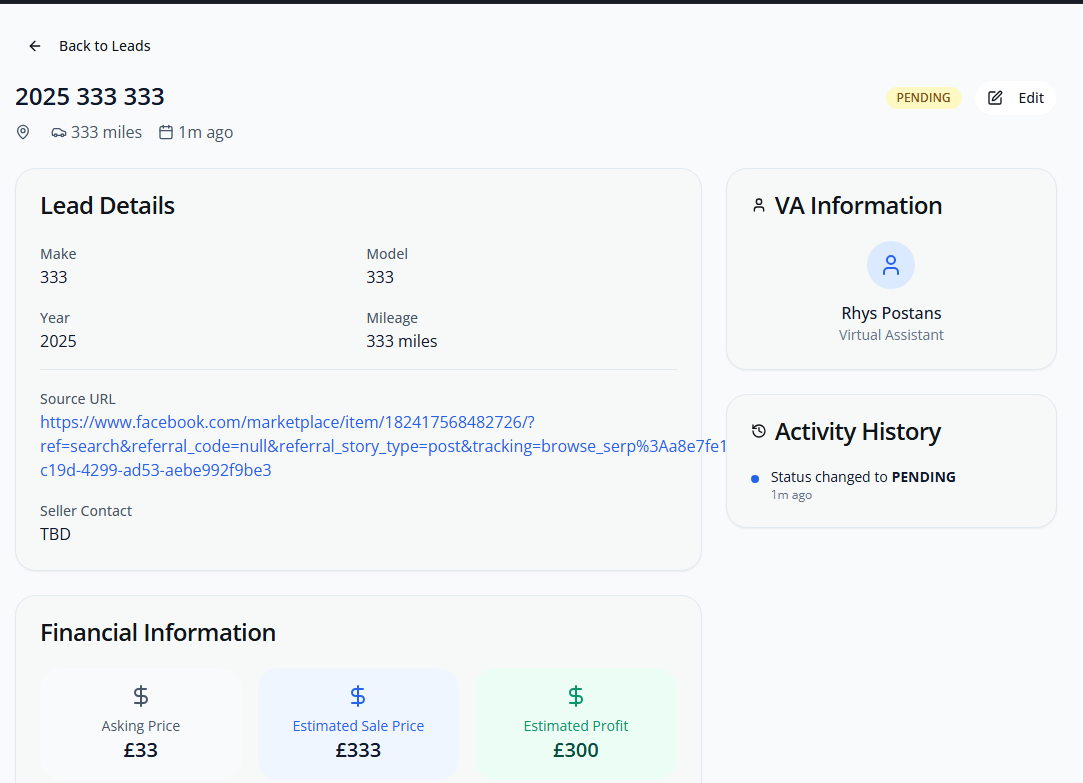 Back to Leads
2025 333 333
PENDING
Edit
333 miles
1m ago
Lead Details
Make
Model
333
333
Year
Mileage
2025
333 miles
Source URL
https://www.facebook.com/marketplace/item/182417568482726/?
ref=search&referral_code=null&referral_story_type=post&tracking=browse_serp%3Aa8e7fe1
c19d-4299-ad53-aebe992f9be3
Seller Contact
TBD
VA Information
Rhys Postans
Virtual Assistant
Activity History
Status changed to PENDING
1m ago
Financial Information
Asking Price
£33
Estimated Sale Price
£333
Estimated Profit
£300